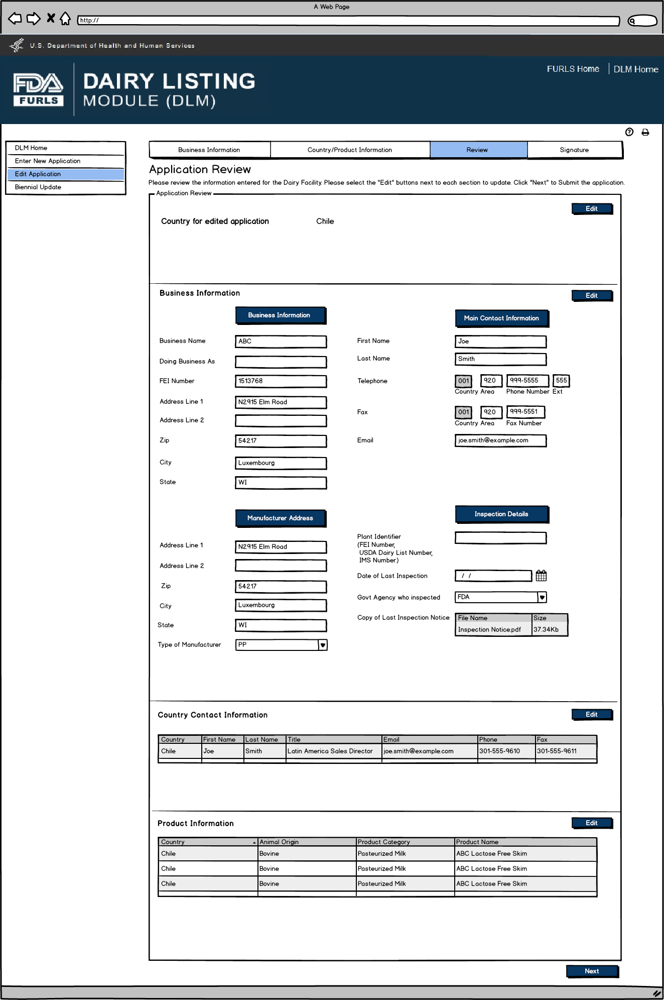 A Web Page
http://
U.S. Department of Health and Human Services
FURLS Home | DLM Home
FDA
FURLS
DAIRY LISTING
MODULE (DLM)
DLM Home
Enter New Application
Edit Application
Biennial Update
Business Information Country/Product Information Review Signature
Application Review
Please review the information entered for the Dairy Facility. Please select the "Edit" buttons next to each section to update. Click "Next" to Submit the application.
Application Review
Edit
Country for edited application Chile
Business Information Edit
Business Information
Business Name ABC
Doing Business As
FEI Number 1513768
Address Line 1 N2915 Elm Road
Address Line 2
Zip 54217
City Luxembourg
State WI
Main Contact Information
First Name Joe
Last Name Smith
Telephone 001 920 999-5555 555
Country Area Phone Number Ext
Fax 001 920 999-5551
Country Area Fax Number
Email joe.smith@example.com
Manufacturer Address
Address Line 1 N2915 Elm Road
Address Line 2
Zip 54217
City Luxembourg
State WI
Type of Manufacturer PP
Inspection Details
Plant Identifier
(FEI Number,
USDA Dairy List Number,
IMS Number)
Date of Last Inspection / /
Govt Agency who inspected FDA
Copy of Last Inspection Notice File Name Size
Inspection Notice.pdf 37.34Kb
Country Contact Information Edit
Country First Name Last Name Title Email Phone Fax
Chile Joe Smith Latin America Sales Director joe.smith@example.com 301-555-9610 301-555-9611
Product Information Edit
Country Animal Origin Product Category Product Name
Chile Bovine Pasteurized Milk ABC Lactose Free Skim
Chile Bovine Pasteurized Milk ABC Lactose Free Skim
Chile Bovine Pasteurized Milk ABC Lactose Free Skim
Next